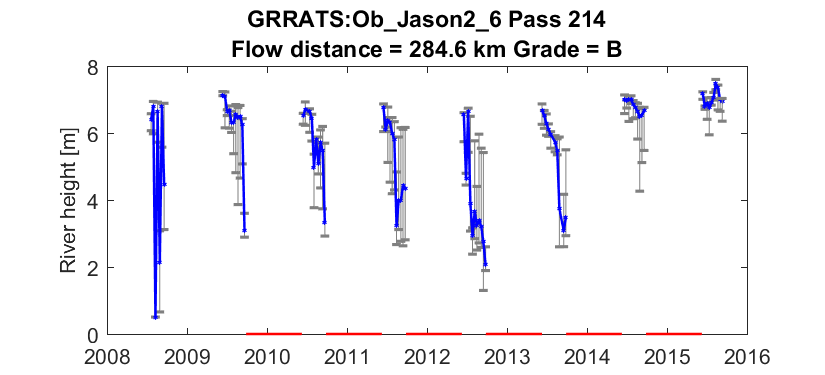 GRRATS:Ob_Jason2_6 Pass 214
Flow distance = 284.6 km Grade = B
River height [m]
8
6
4
2
0
2008 2009 2010 2011 2012 2013 2014 2015 2016